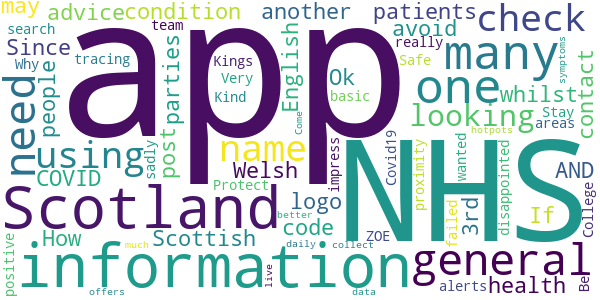 may
advice
condition
another
patients
check
search
Since
team
avoid
many
Why
tracing
app
Kings
really
Safe
symptoms
people
parties
Very
English
Ok
one
contact
need
Kind
basic
looking
whilst
using
post
name
Come
Stay
areas
hotpots
COVID
sadly
Welsh
impress
Covid19
NHS
proximity
wanted
disappointed
AND
Scotland
Protect
logo
3rd
If
College
How
Scottish
code
better
ZOE
failed
Be
positive
much
information
daily
collect
general
offers
live
data
alerts
health